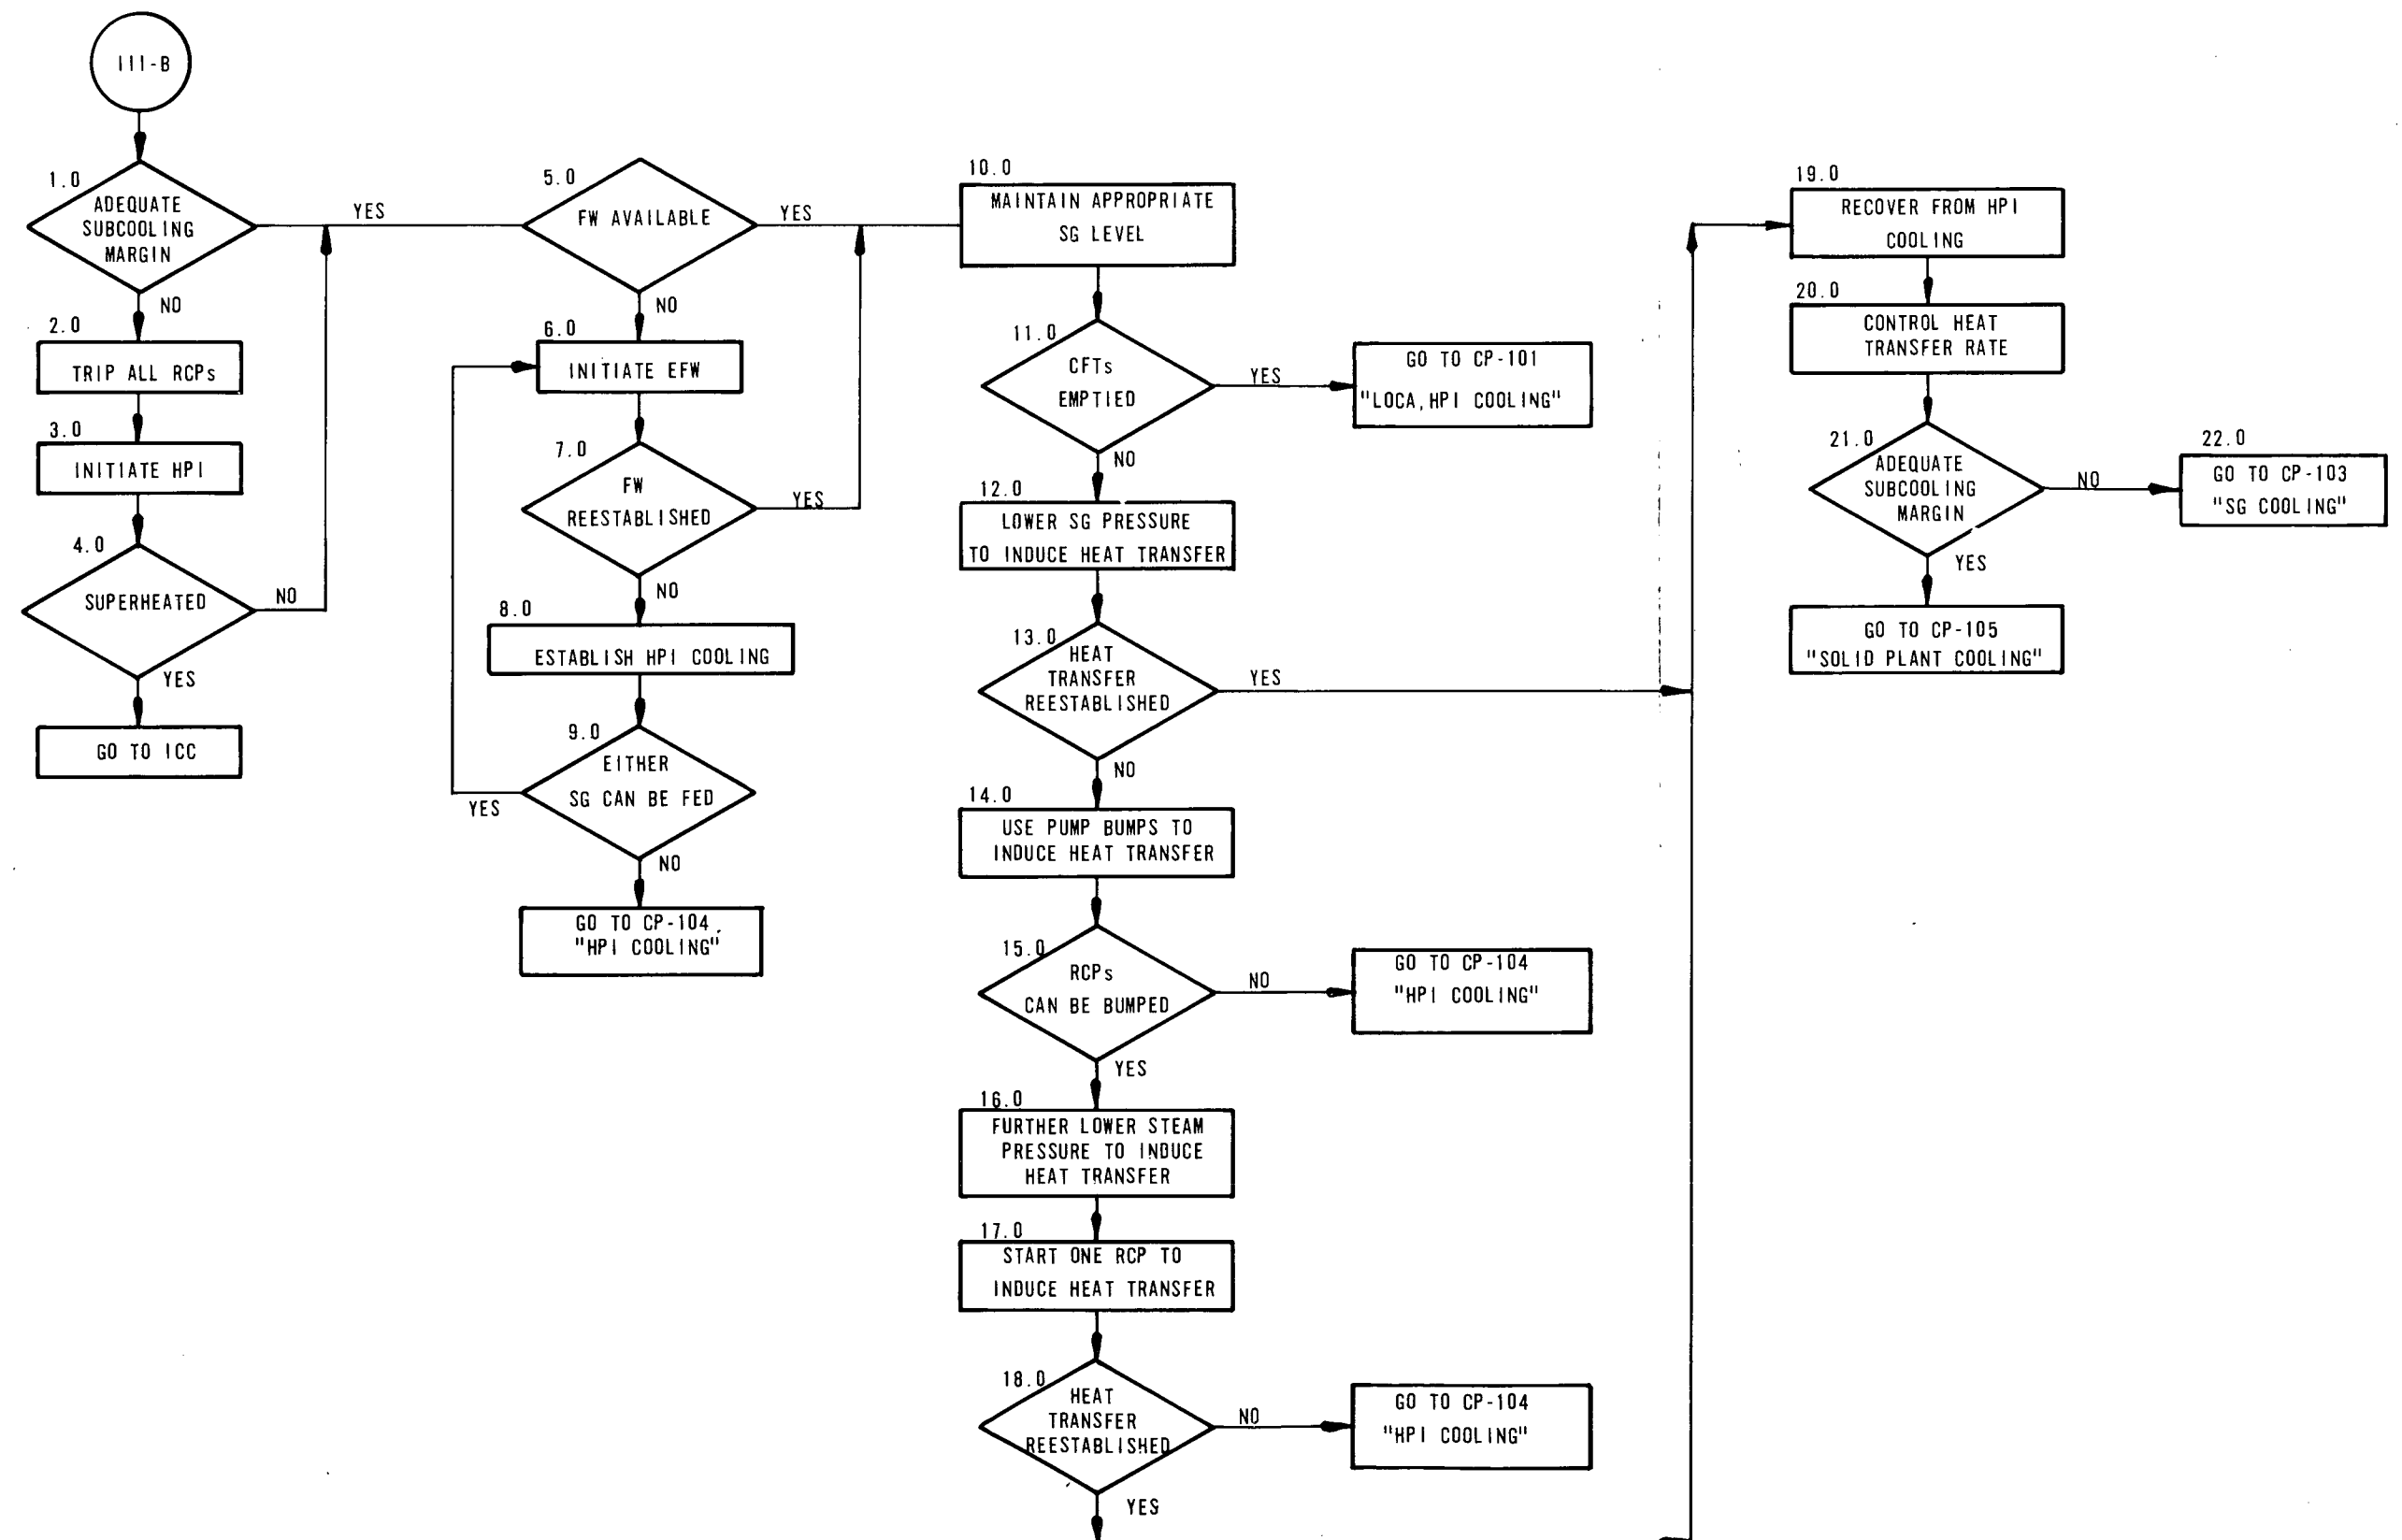 III-B
1.0
ADEQUATE
SUBCOOLING
MARGIN
YES
NO
2.0
TRIP ALL RCPs
3.0
INITIATE HPI
4.0
SUPERHEATED
NO
YES
GO TO ICC
5.0
FW AVAILABLE
YES
NO
6.0
INITIATE EFW
7.0
FW
REESTABLISHED
YES
NO
8.0
ESTABLISH HPI COOLING
9.0
EITHER
SG CAN BE FED
YES
NO
GO TO CP-104
"HPI COOLING"
10.0
MAINTAIN APPROPRIATE
SG LEVEL
11.0
CFTs
EMPTIED
YES
GO TO CP-101
"LOCA, HPI COOLING"
NO
12.0
LOWER SG PRESSURE
TO INDUCE HEAT TRANSFER
13.0
HEAT
TRANSFER
REESTABLISHED
YES
NO
14.0
USE PUMP BUMPS TO
INDUCE HEAT TRANSFER
15.0
RCPs
CAN BE BUMPED
NO
GO TO CP-104
"HPI COOLING"
YES
16.0
FURTHER LOWER STEAM
PRESSURE TO INDUCE
HEAT TRANSFER
17.0
START ONE RCP TO
INDUCE HEAT TRANSFER
18.0
HEAT
TRANSFER
REESTABLISHED
NO
GO TO CP-104
"HPI COOLING"
YES
19.0
RECOVER FROM HPI
COOLING
20.0
CONTROL HEAT
TRANSFER RATE
21.0
ADEQUATE
SUBCOOLING
MARGIN
NO
22.0
GO TO CP-103
"SG COOLING"
YES
GO TO CP-105
"SOLID PLANT COOLING"